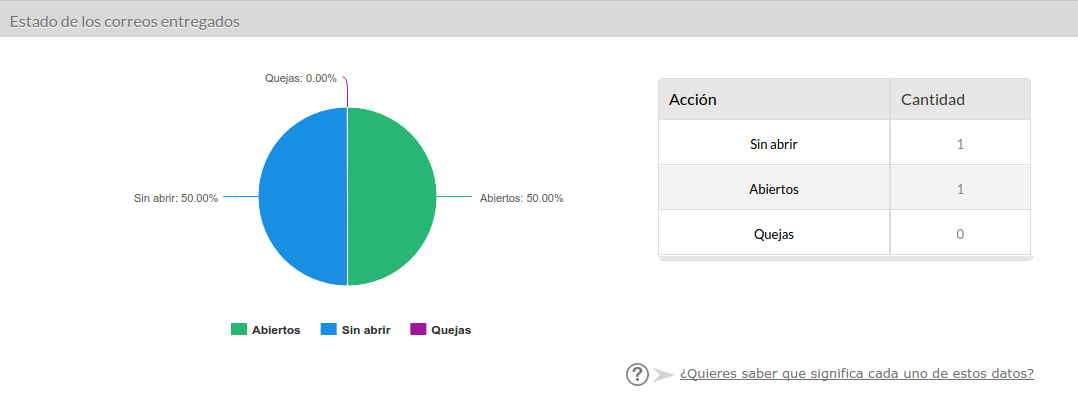 Estado de los correos entregados
Quejas: 0.00%
Sin abrir: 50.00%
Abiertos: 50.00%
Abiertos Sin abrir Quejas
Acción Cantidad
Sin abrir 1
Abiertos 1
Quejas 0
? ¿Quieres saber que significa cada uno de estos datos?